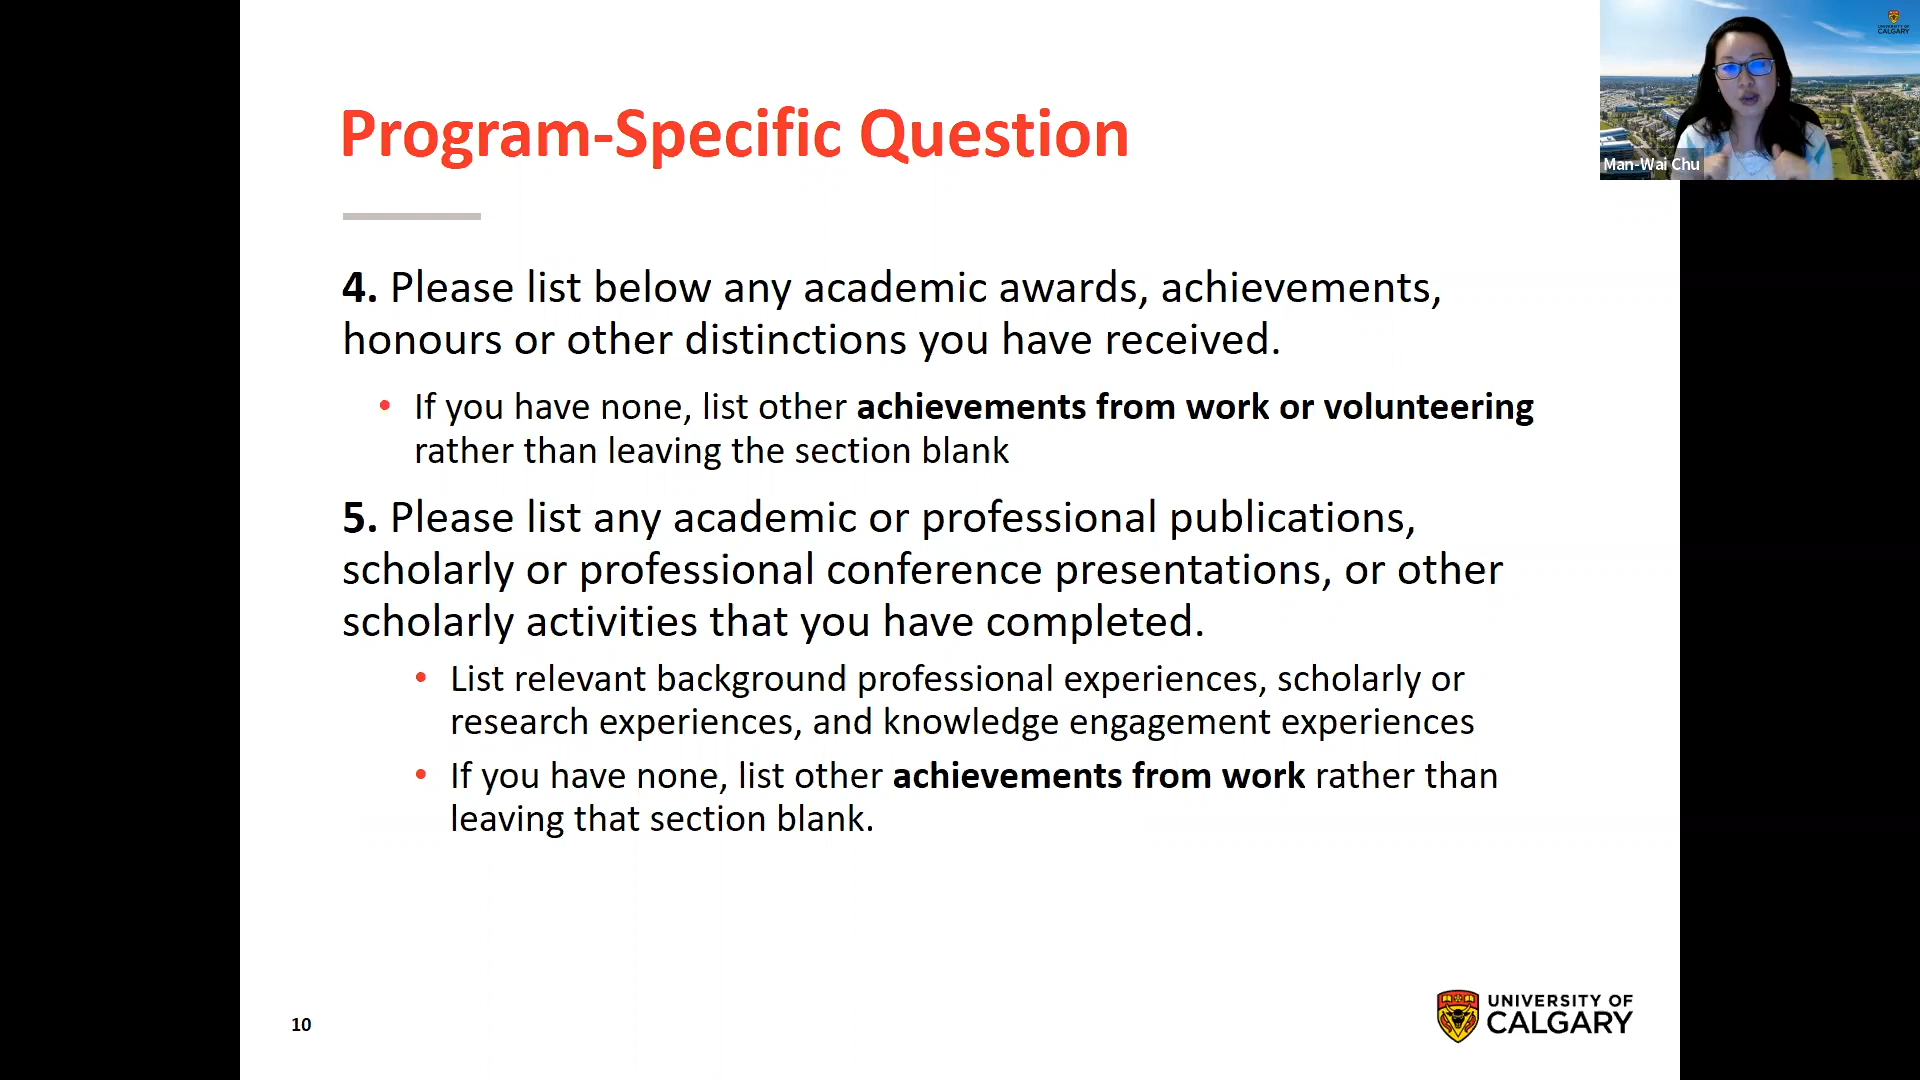 Program-Specific Question
4. Please list below any academic awards, achievements,
honours or other distinctions you have received.
• If you have none, list other achievements from work or volunteering
rather than leaving the section blank
5. Please list any academic or professional publications,
scholarly or professional conference presentations, or other
scholarly activities that you have completed.
• List relevant background professional experiences, scholarly or
research experiences, and knowledge engagement experiences
• If you have none, list other achievements from work rather than
leaving that section blank.
10
UNIVERSITY OF
CALGARY
UNIVERSITY OF
CALGARY
Man-Wai Chu